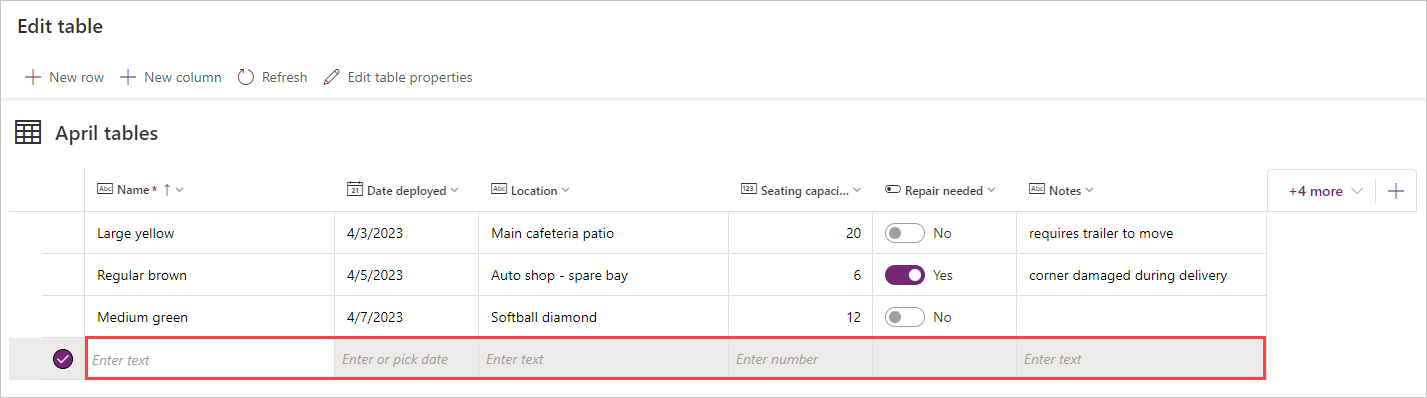 Edit table
New row New column Refresh Edit table properties
April tables
Abc Name * ↑ 21 Date deployed Abc Location 123 Seating capaci... Repair needed Abc Notes +4 more
Large yellow 4/3/2023 Main cafeteria patio 20 No requires trailer to move
Regular brown 4/5/2023 Auto shop - spare bay 6 Yes corner damaged during delivery
Medium green 4/7/2023 Softball diamond 12 No
Enter text Enter or pick date Enter text Enter number Enter text